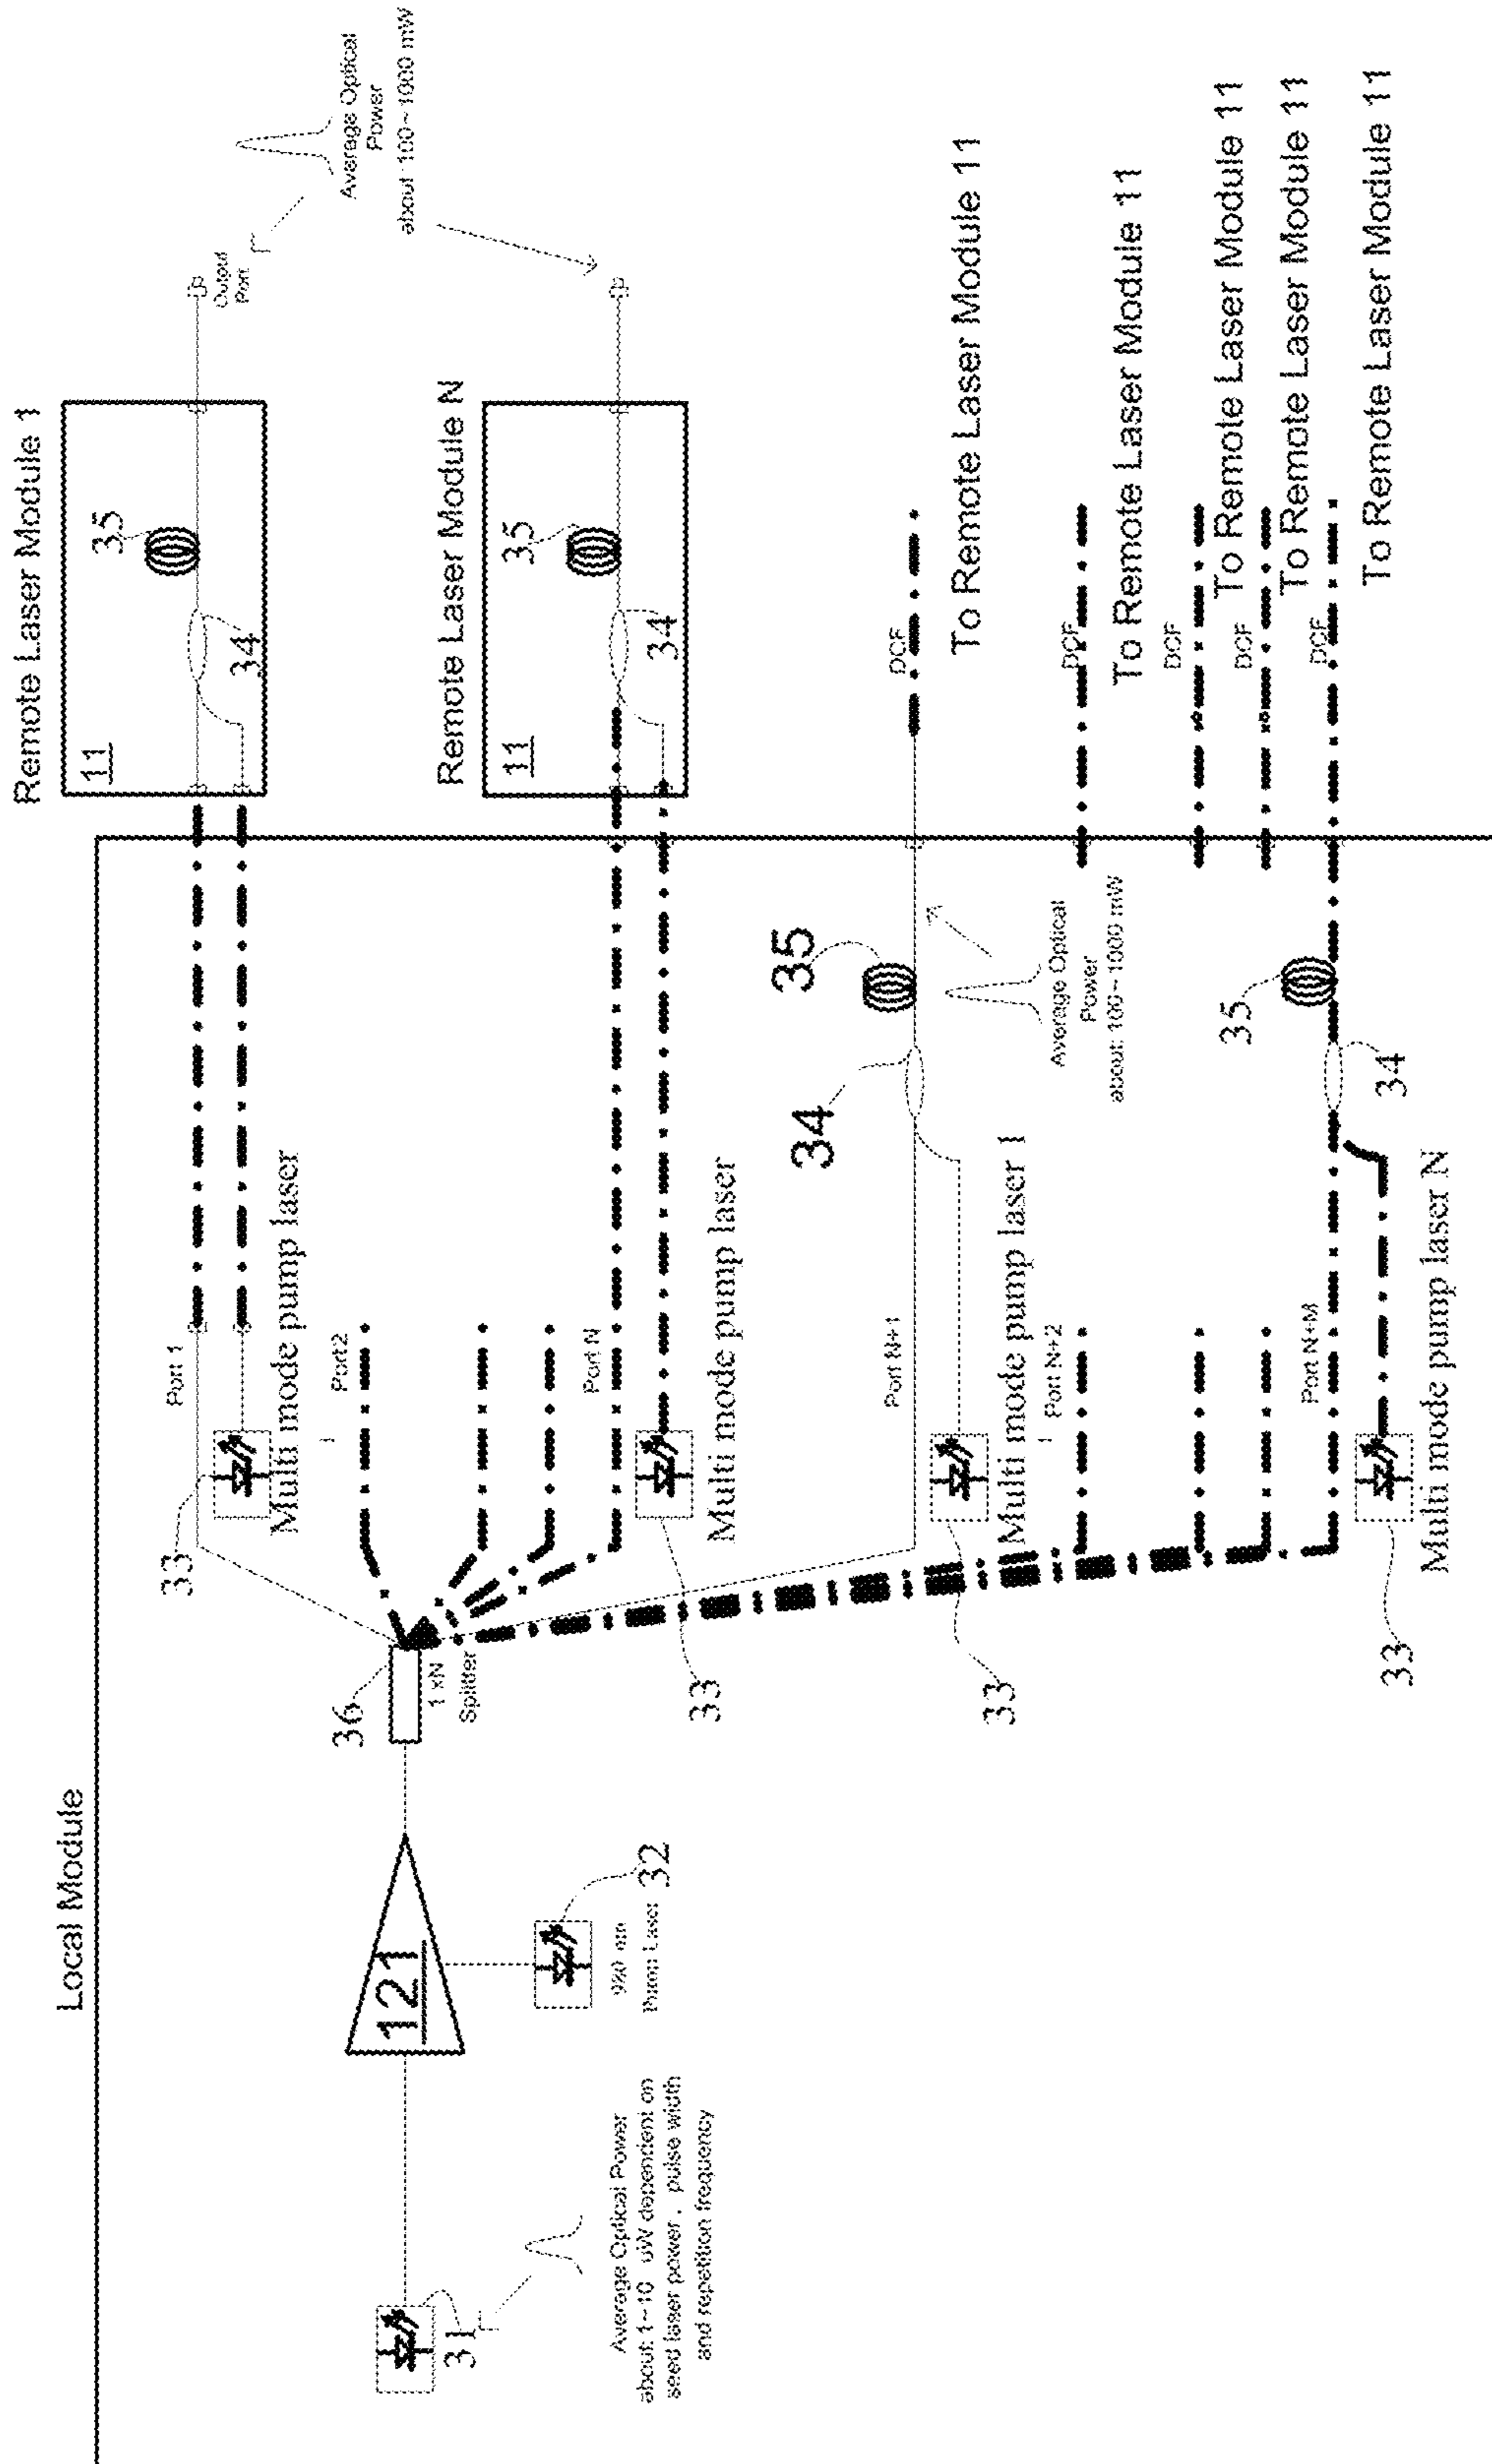 Local Module
Remote Laser Module 1
11
35
34
Output
Port
Average Optical
Power
about 100~1000 mW
Remote Laser Module N
11
35
34
31
Average Optical Power
about 1~10 uW dependent on
seed laser power, pulse width
and repetition frequency
121
32
980 nm
Pump Laser
36
1 xN
Splitter
Port 1
33
Multi mode pump laser
1
Port2
Port N
33
Multi mode pump laser
Port N+1
33
Multi mode pump laser 1
1
34
35
Average Optical
Power
about 100~1000 mW
DCF
To Remote Laser Module 11
Port N+2
DCF
To Remote Laser Module 11
DCF
To Remote Laser Module 11
DCF
To Remote Laser Module 11
Port N+M
33
Multi mode pump laser N
34
35
DCF
To Remote Laser Module 11